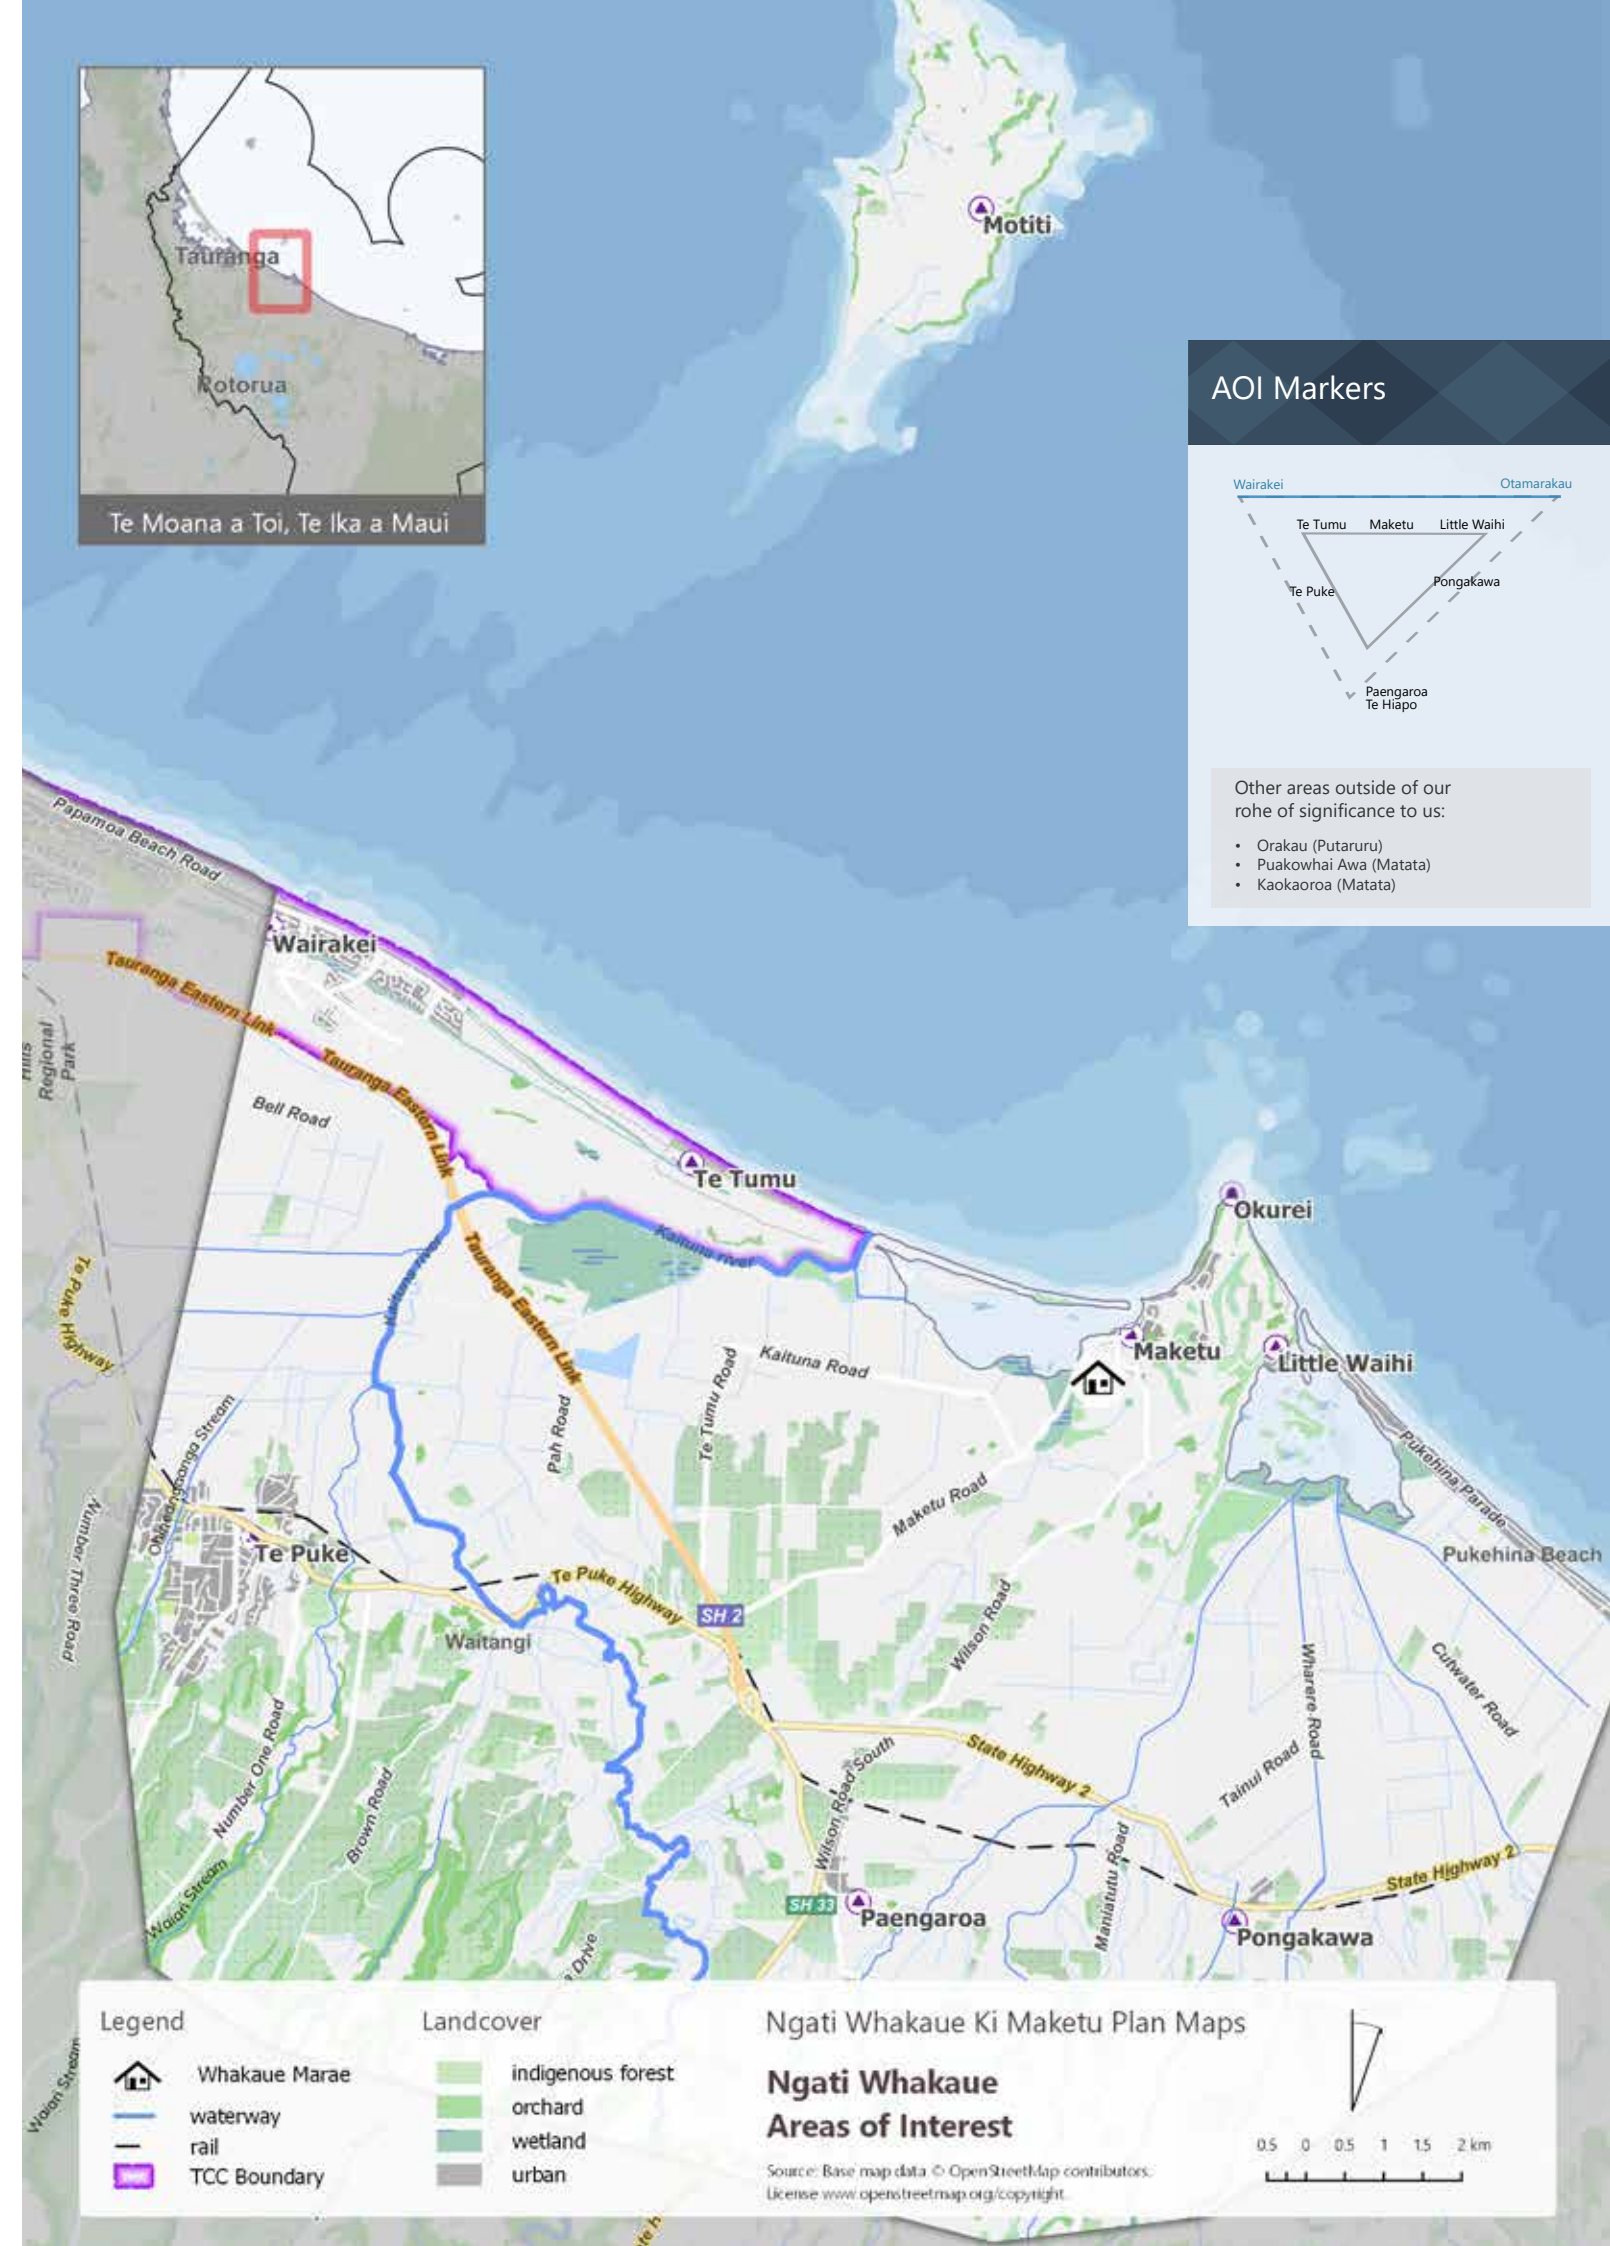 Tauranga
Rotorua
Te Moana a Toi, Te Ika a Maui
Motiti
AOI Markers
Wairakei
Otamarakau
Te Tumu
Maketu
Little Waihi
Te Puke
Pongakawa
Paengaroa
Te Hiapo
Other areas outside of our
rohe of significance to us:
• Orakau (Putaruru)
• Puakowhai Awa (Matata)
• Kaokaoroa (Matata)
Papamoa Beach Road
Wairakei
Tauranga Eastern Link
Tauranga Eastern Link
Hills
Regional
Park
Bell Road
Te Tumu
Okurei
Kaituna river
Kaituna river
Tauranga Eastern Link
Te Puke Highway
Maketu
Little Waihi
Kaituna Road
Te Tumu Road
Pah Road
Pukehina Parade
Maketu Road
Number Three Road
Te Puke
Pukehina Beach
Te Puke Highway
SH 2
Waitangi
Wilson Road
Wharere Road
Cutwater Road
Number One Road
Brown Road
Wilson Road South
State Highway 2
Tainui Road
Maniatutu Road
State Highway 2
Waiari Stream
SH 33
Paengaroa
Pongakawa
Drive
Legend
Whakaue Marae
waterway
rail
TCC Boundary
Landcover
indigenous forest
orchard
wetland
urban
Ngati Whakaue Ki Maketu Plan Maps
Ngati Whakaue
Areas of Interest
Source: Base map data © OpenStreetMap contributors.
License www.openstreetmap.org/copyright
0.5 0 0.5 1 1.5 2 km
Waiari Stream